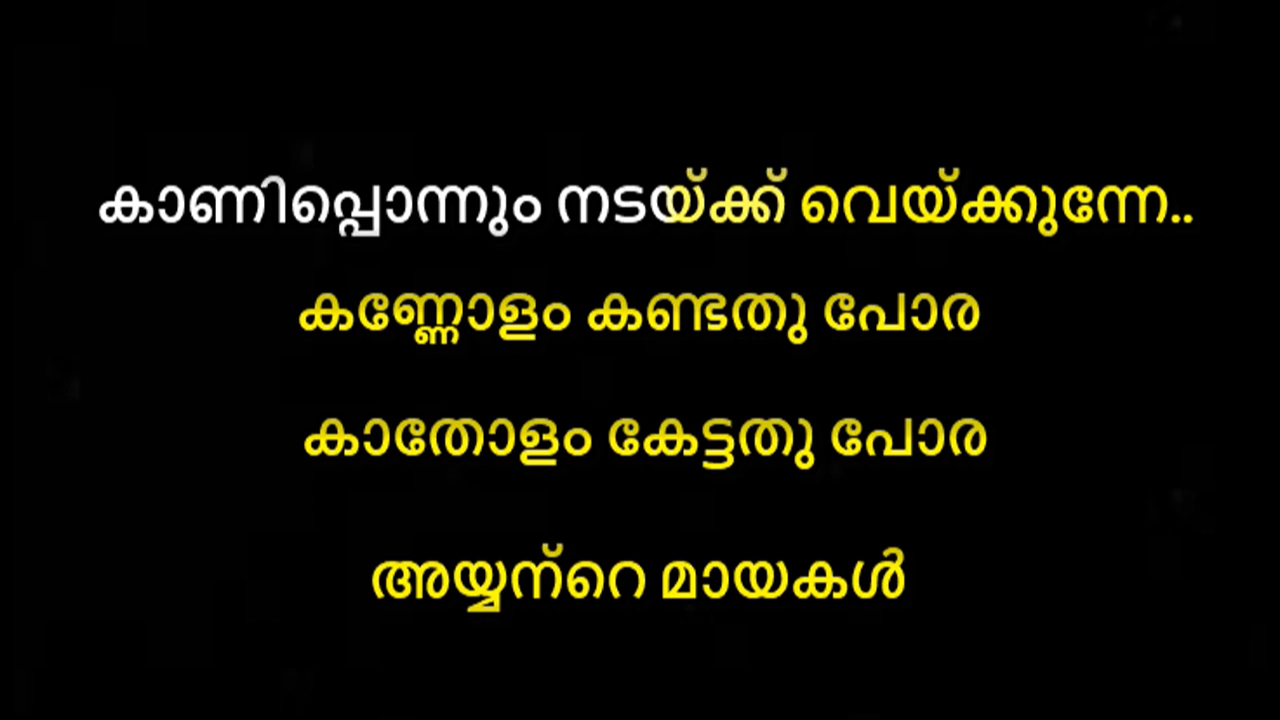 കാണിപ്പൊന്നും നടയ്ക്ക് വെയ്ക്കുന്നേ..
കണ്ണോളം കണ്ടതു പോര
കാതോളം കേട്ടതു പോര
അയ്യന്റെ മായകൾ